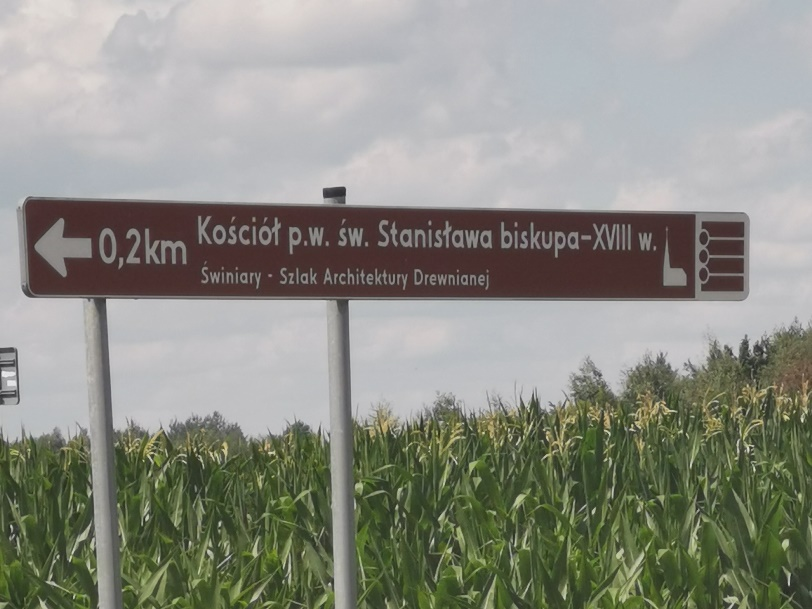 0,2km
Kościół p.w. św. Stanisława biskupa-XVIII w.
Świniary - Szlak Architektury Drewnianej